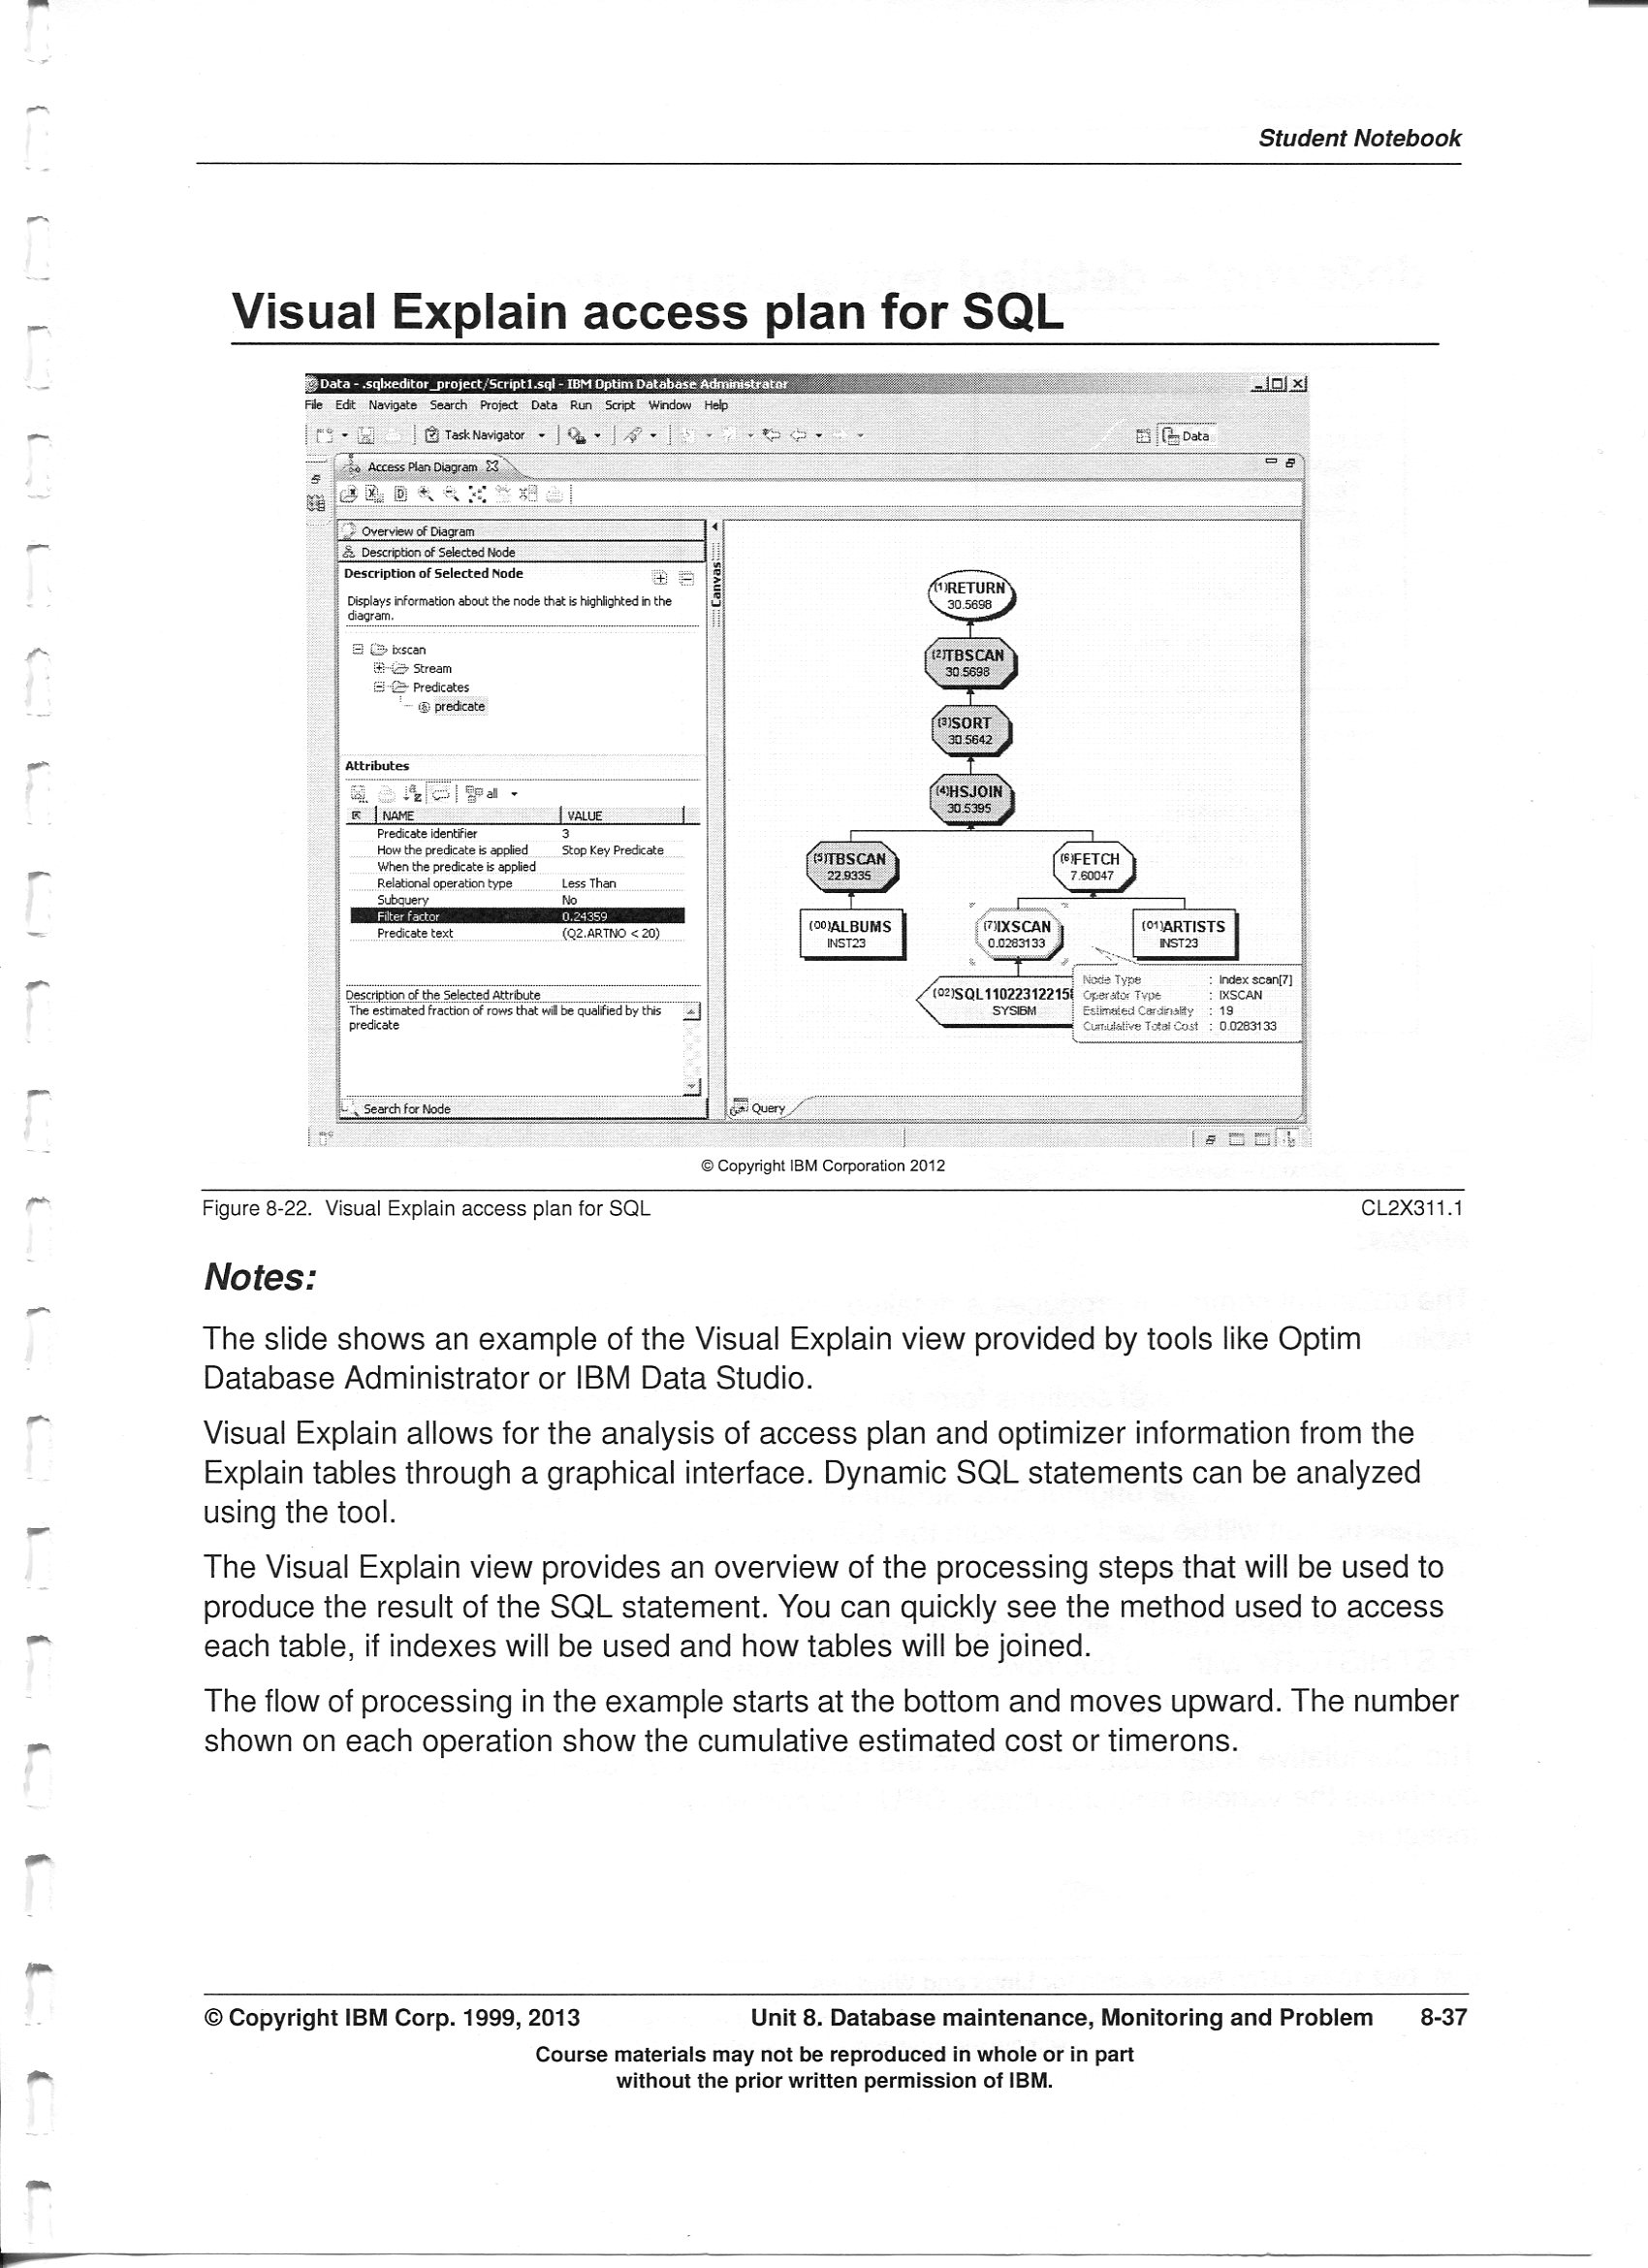 Student Notebook
Visual Explain access plan for SQL
Data - .sqlxeditor_project/Script1.sql - IBM Optim Database Administrator
File Edit Navigate Search Project Data Run Script Window Help
Task Navigator
Data
Access Plan Diagram
Overview of Diagram
Description of Selected Node
Description of Selected Node
Displays information about the node that is highlighted in the
diagram.
ixscan
Stream
Predicates
predicate
Attributes
all
NAME VALUE
Predicate identifier 3
How the predicate is applied Stop Key Predicate
When the predicate is applied
Relational operation type Less Than
Subquery No
Filter factor 0.24359
Predicate text (Q2.ARTNO < 20)
Description of the Selected Attribute
The estimated fraction of rows that will be qualified by this
predicate
Search for Node
Canvas
(1)RETURN
30.5698
(2)TBSCAN
30.5698
(3)SORT
30.5642
(4)HSJOIN
30.5395
(5)TBSCAN
22.9335
(6)FETCH
7.60047
(00)ALBUMS
INST23
(7)IXSCAN
0.0283133
(01)ARTISTS
INST23
(02)SQL11022312215
SYSIBM
Node Type : Index scan[7]
Operator Type : IXSCAN
Estimated Cardinality : 19
Cumulative Total Cost : 0.0283133
Query
© Copyright IBM Corporation 2012
Figure 8-22. Visual Explain access plan for SQL CL2X311.1
Notes:
The slide shows an example of the Visual Explain view provided by tools like Optim
Database Administrator or IBM Data Studio.
Visual Explain allows for the analysis of access plan and optimizer information from the
Explain tables through a graphical interface. Dynamic SQL statements can be analyzed
using the tool.
The Visual Explain view provides an overview of the processing steps that will be used to
produce the result of the SQL statement. You can quickly see the method used to access
each table, if indexes will be used and how tables will be joined.
The flow of processing in the example starts at the bottom and moves upward. The number
shown on each operation show the cumulative estimated cost or timerons.
© Copyright IBM Corp. 1999, 2013 Unit 8. Database maintenance, Monitoring and Problem 8-37
Course materials may not be reproduced in whole or in part
without the prior written permission of IBM.